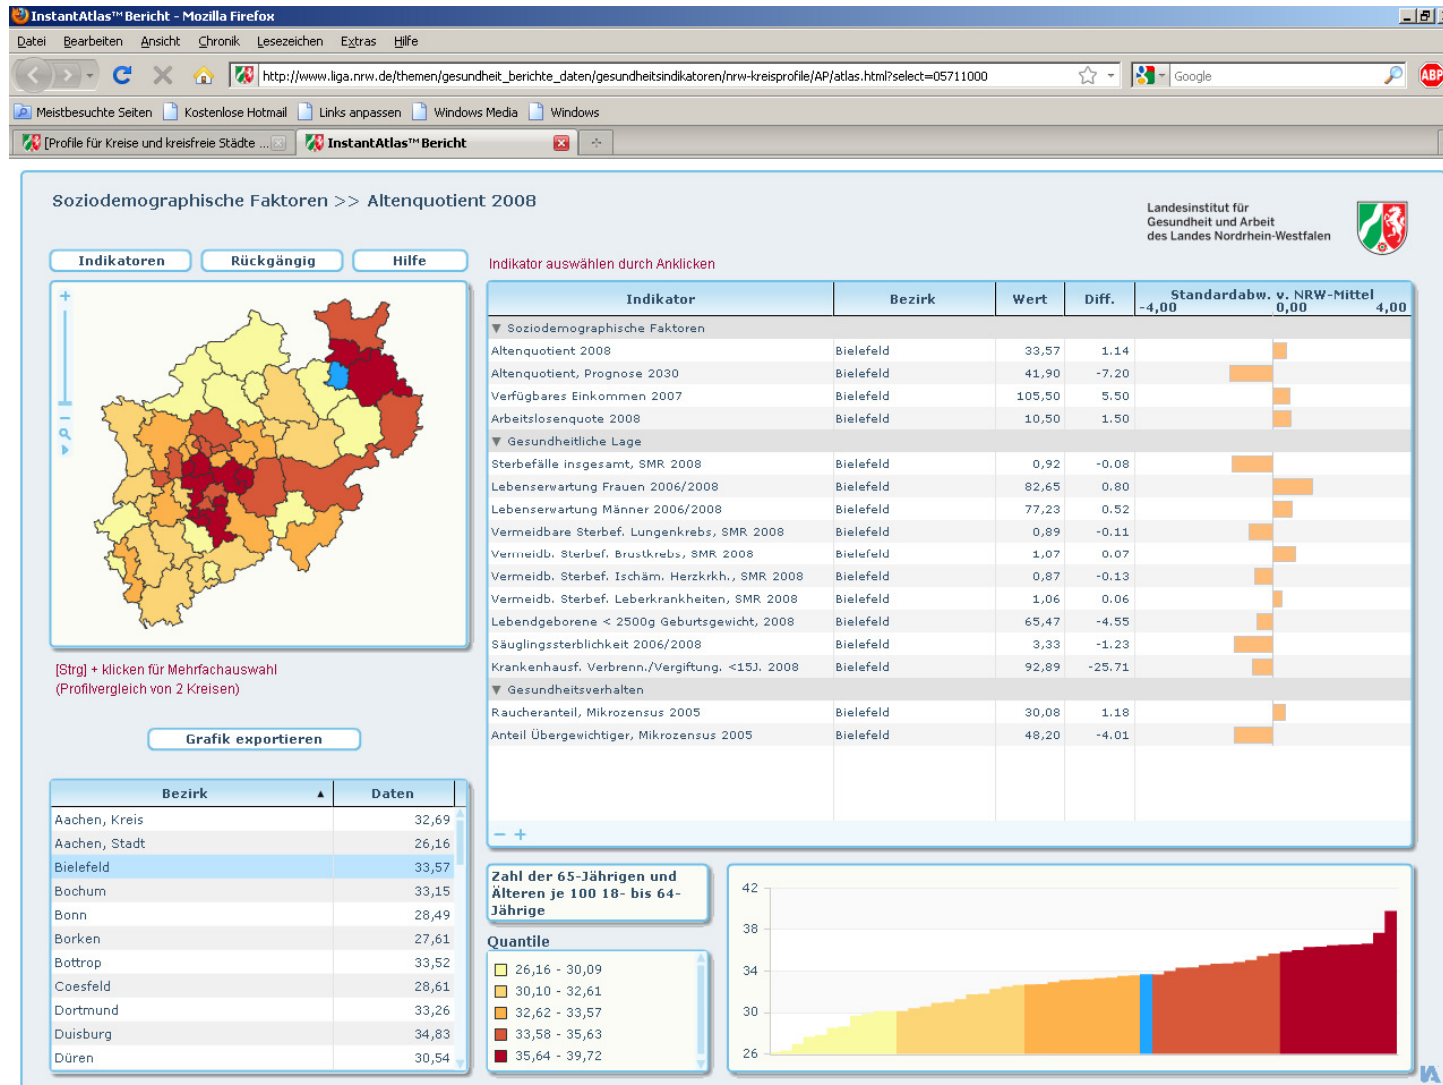 InstantAtlas™ Bericht - Mozilla Firefox
Datei Bearbeiten Ansicht Chronik Lesezeichen Extras Hilfe
http://www.liga.nrw.de/themen/gesundheit_berichte_daten/gesundheitsindikatoren/nrw-kreisprofile/AP/atlas.html?select=05711000
Google
ABP
Meistbesuchte Seiten Kostenlose Hotmail Links anpassen Windows Media Windows
[Profile für Kreise und kreisfreie Städte ... InstantAtlas™ Bericht
Soziodemographische Faktoren >> Altenquotient 2008
Landesinstitut für
Gesundheit und Arbeit
des Landes Nordrhein-Westfalen
Indikatoren Rückgängig Hilfe
Indikator auswählen durch Anklicken
Indikator Bezirk Wert Diff. Standardabw. v. NRW-Mittel
-4,00 0,00 4,00
Soziodemographische Faktoren
Altenquotient 2008 Bielefeld 33,57 1.14
Altenquotient, Prognose 2030 Bielefeld 41,90 -7.20
Verfügbares Einkommen 2007 Bielefeld 105,50 5.50
Arbeitslosenquote 2008 Bielefeld 10,50 1.50
Gesundheitliche Lage
Sterbefälle insgesamt, SMR 2008 Bielefeld 0,92 -0.08
Lebenserwartung Frauen 2006/2008 Bielefeld 82,65 0.80
Lebenserwartung Männer 2006/2008 Bielefeld 77,23 0.52
Vermeidbare Sterbef. Lungenkrebs, SMR 2008 Bielefeld 0,89 -0.11
Vermeidb. Sterbef. Brustkrebs, SMR 2008 Bielefeld 1,07 0.07
Vermeidb. Sterbef. Ischäm. Herzkrkh., SMR 2008 Bielefeld 0,87 -0.13
Vermeidb. Sterbef. Leberkrankheiten, SMR 2008 Bielefeld 1,06 0.06
Lebendgeborene < 2500g Geburtsgewicht, 2008 Bielefeld 65,47 -4.55
Säuglingssterblichkeit 2006/2008 Bielefeld 3,33 -1.23
Krankenhausf. Verbrenn./Vergiftung. <15J. 2008 Bielefeld 92,89 -25.71
Gesundheitsverhalten
Raucheranteil, Mikrozensus 2005 Bielefeld 30,08 1.18
Anteil Übergewichtiger, Mikrozensus 2005 Bielefeld 48,20 -4.01
[Strg] + klicken für Mehrfachauswahl
(Profilvergleich von 2 Kreisen)
Grafik exportieren
Bezirk Daten
Aachen, Kreis 32,69
Aachen, Stadt 26,16
Bielefeld 33,57
Bochum 33,15
Bonn 28,49
Borken 27,61
Bottrop 33,52
Coesfeld 28,61
Dortmund 33,26
Duisburg 34,83
Düren 30,54
Zahl der 65-Jährigen und
Älteren je 100 18- bis 64-
Jährige
Quantile
26,16 - 30,09
30,10 - 32,61
32,62 - 33,57
33,58 - 35,63
35,64 - 39,72
42
38
34
30
26
IA